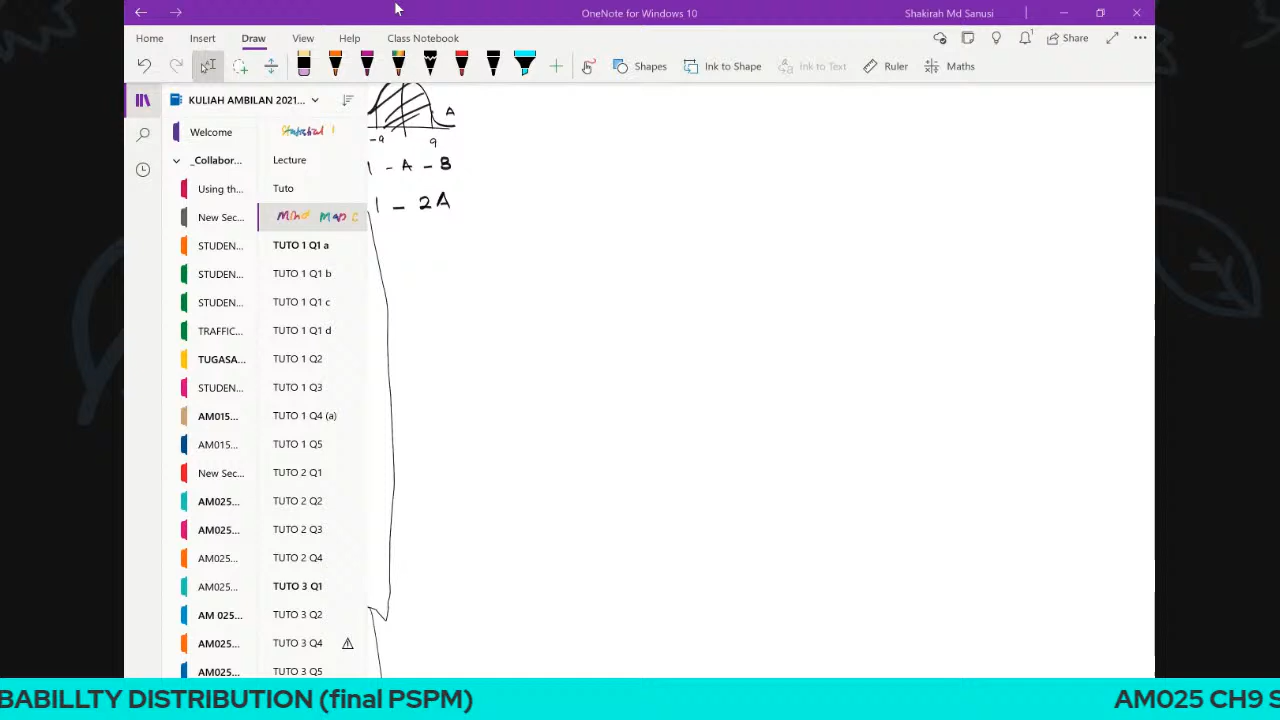 OneNote for Windows 10
Shakirah Md Sanusi
Home Insert Draw View Help Class Notebook
Share
Shapes Ink to Shape Ink to Text Ruler Maths
KULIAH AMBILAN 2021...
Welcome
_Collabor...
Using th...
New Sec...
STUDEN...
STUDEN...
STUDEN...
TRAFFIC...
TUGASA...
STUDEN...
AM015...
AM015...
New Sec...
AM025...
AM025...
AM025...
AM025...
AM 025...
AM025...
AM025...
Lecture
Tuto
Mind Map C
TUTO 1 Q1 a
TUTO 1 Q1 b
TUTO 1 Q1 c
TUTO 1 Q1 d
TUTO 1 Q2
TUTO 1 Q3
TUTO 1 Q4 (a)
TUTO 1 Q5
TUTO 2 Q1
TUTO 2 Q2
TUTO 2 Q3
TUTO 2 Q4
TUTO 3 Q1
TUTO 3 Q2
TUTO 3 Q4
TUTO 3 Q5
A
-a a
1 - A - B
1 - 2A
BABILLTY DISTRIBUTION (final PSPM) AM025 CH9 S